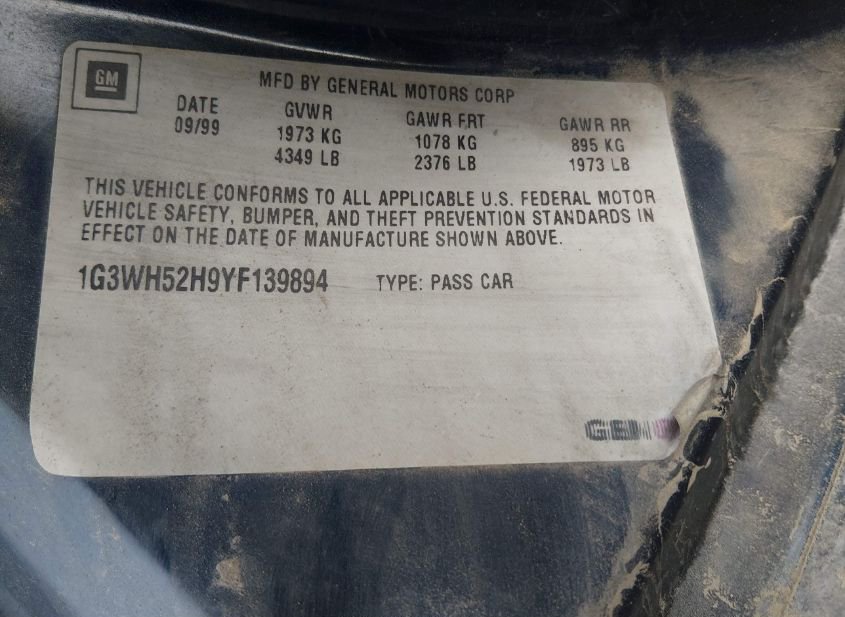 GM
MFD BY GENERAL MOTORS CORP
DATE GVWR GAWR FRT GAWR RR
09/99 1973 KG 1078 KG 895 KG
4349 LB 2376 LB 1973 LB
THIS VEHICLE CONFORMS TO ALL APPLICABLE U.S. FEDERAL MOTOR
VEHICLE SAFETY, BUMPER, AND THEFT PREVENTION STANDARDS IN
EFFECT ON THE DATE OF MANUFACTURE SHOWN ABOVE.
1G3WH52H9YF139894 TYPE: PASS CAR